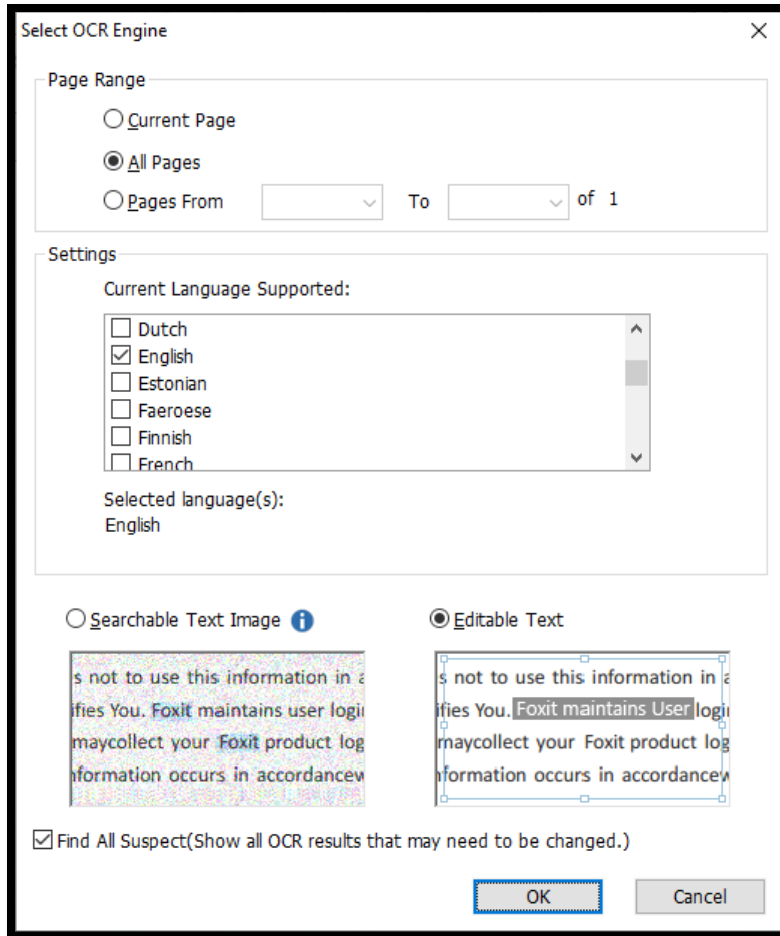 Select OCR Engine
Page Range
Current Page
All Pages
Pages From To of 1
Settings
Current Language Supported:
Dutch
English
Estonian
Faeroese
Finnish
French
Selected language(s):
English
Searchable Text Image
Editable Text
s not to use this information in a
ifies You. Foxit maintains user logi
maycollect your Foxit product log
nformation occurs in accordancew
s not to use this information in a
ifies You. Foxit maintains User logi
maycollect your Foxit product log
nformation occurs in accordancew
Find All Suspect(Show all OCR results that may need to be changed.)
OK Cancel